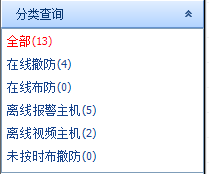 分类查询
全部(13)
在线撤防(4)
在线布防(0)
离线报警主机(5)
离线视频主机(2)
未按时布撤防(0)